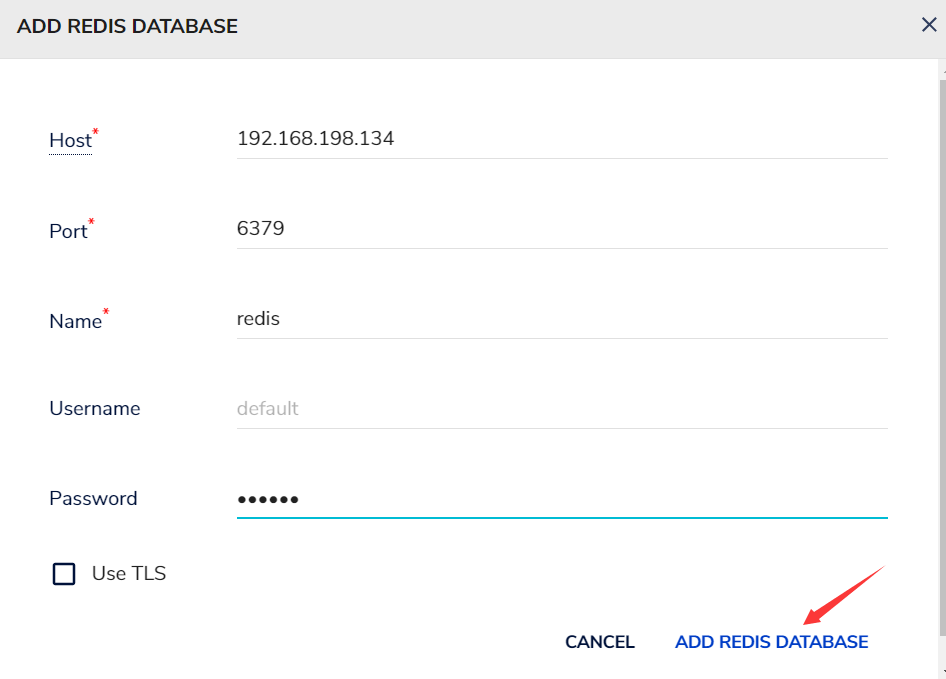 ADD REDIS DATABASE
Host*
192.168.198.134
Port*
6379
Name*
redis
Username
default
Password
••••••
Use TLS
CANCEL
ADD REDIS DATABASE